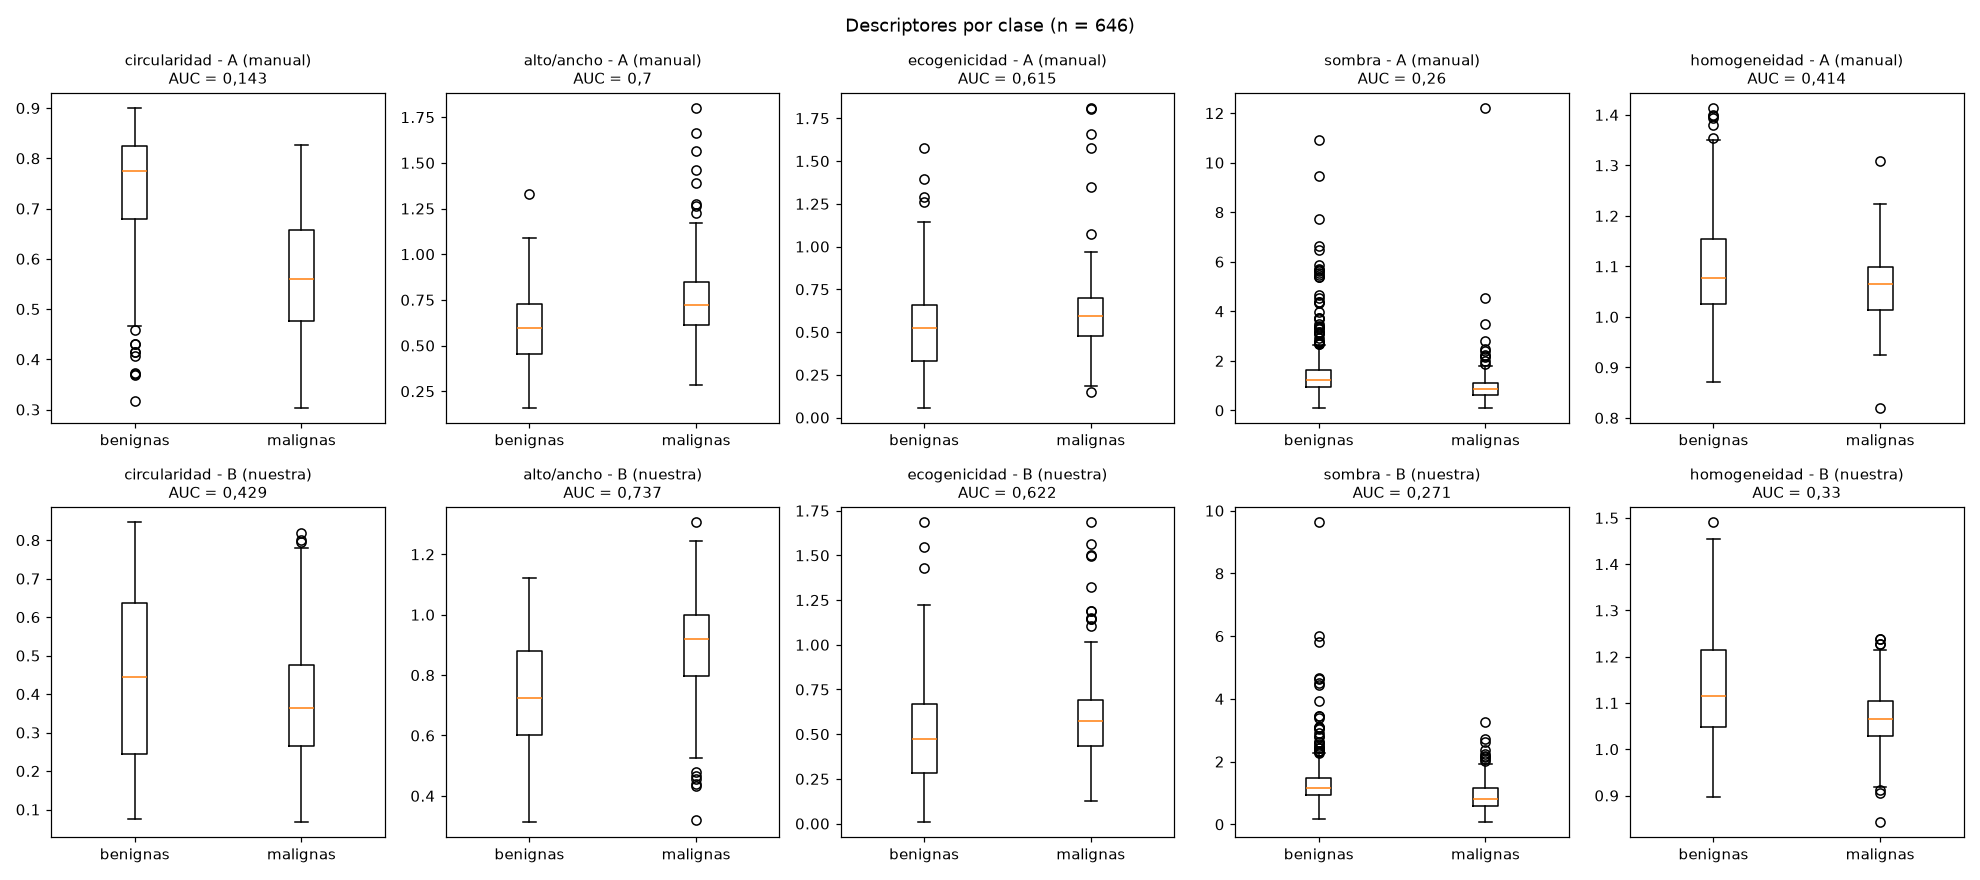 Descriptores por clase (n = 646)
circularidad - A (manual)
AUC = 0,143
0.9
0.8
0.7
0.6
0.5
0.4
0.3
benignas
malignas
alto/ancho - A (manual)
AUC = 0,7
1.75
1.50
1.25
1.00
0.75
0.50
0.25
benignas
malignas
ecogenicidad - A (manual)
AUC = 0,615
1.75
1.50
1.25
1.00
0.75
0.50
0.25
0.00
benignas
malignas
sombra - A (manual)
AUC = 0,26
12
10
8
6
4
2
0
benignas
malignas
homogeneidad - A (manual)
AUC = 0,414
1.4
1.3
1.2
1.1
1.0
0.9
0.8
benignas
malignas
circularidad - B (nuestra)
AUC = 0,429
0.8
0.7
0.6
0.5
0.4
0.3
0.2
0.1
benignas
malignas
alto/ancho - B (nuestra)
AUC = 0,737
1.2
1.0
0.8
0.6
0.4
benignas
malignas
ecogenicidad - B (nuestra)
AUC = 0,622
1.75
1.50
1.25
1.00
0.75
0.50
0.25
0.00
benignas
malignas
sombra - B (nuestra)
AUC = 0,271
10
8
6
4
2
0
benignas
malignas
homogeneidad - B (nuestra)
AUC = 0,33
1.5
1.4
1.3
1.2
1.1
1.0
0.9
benignas
malignas